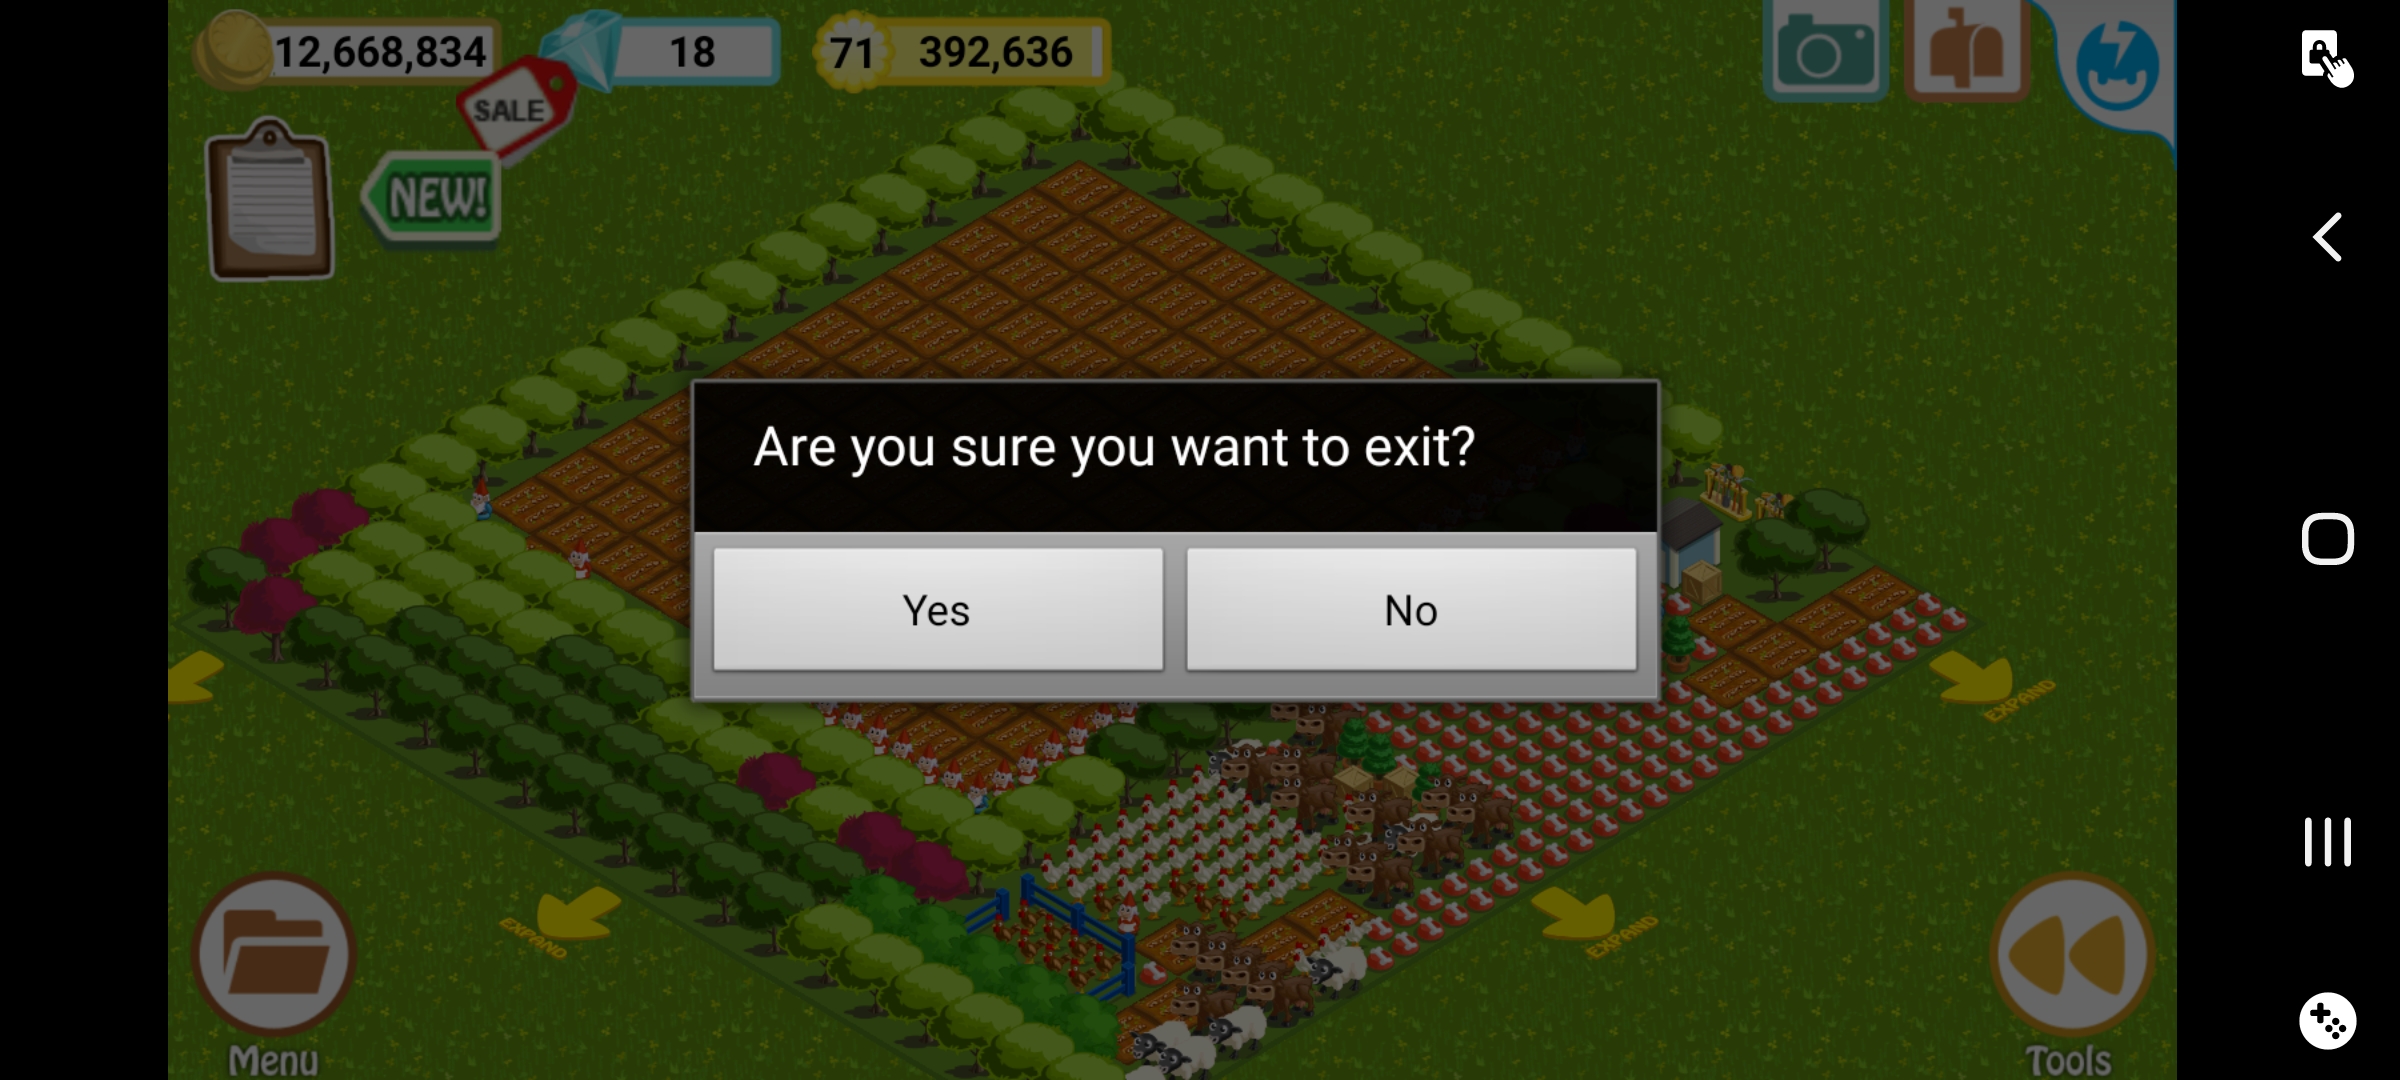 12,668,834
18
71
392,636
SALE
NEW!
Are you sure you want to exit?
Yes
No
EXPAND
EXPAND
EXPAND
Menu
Tools